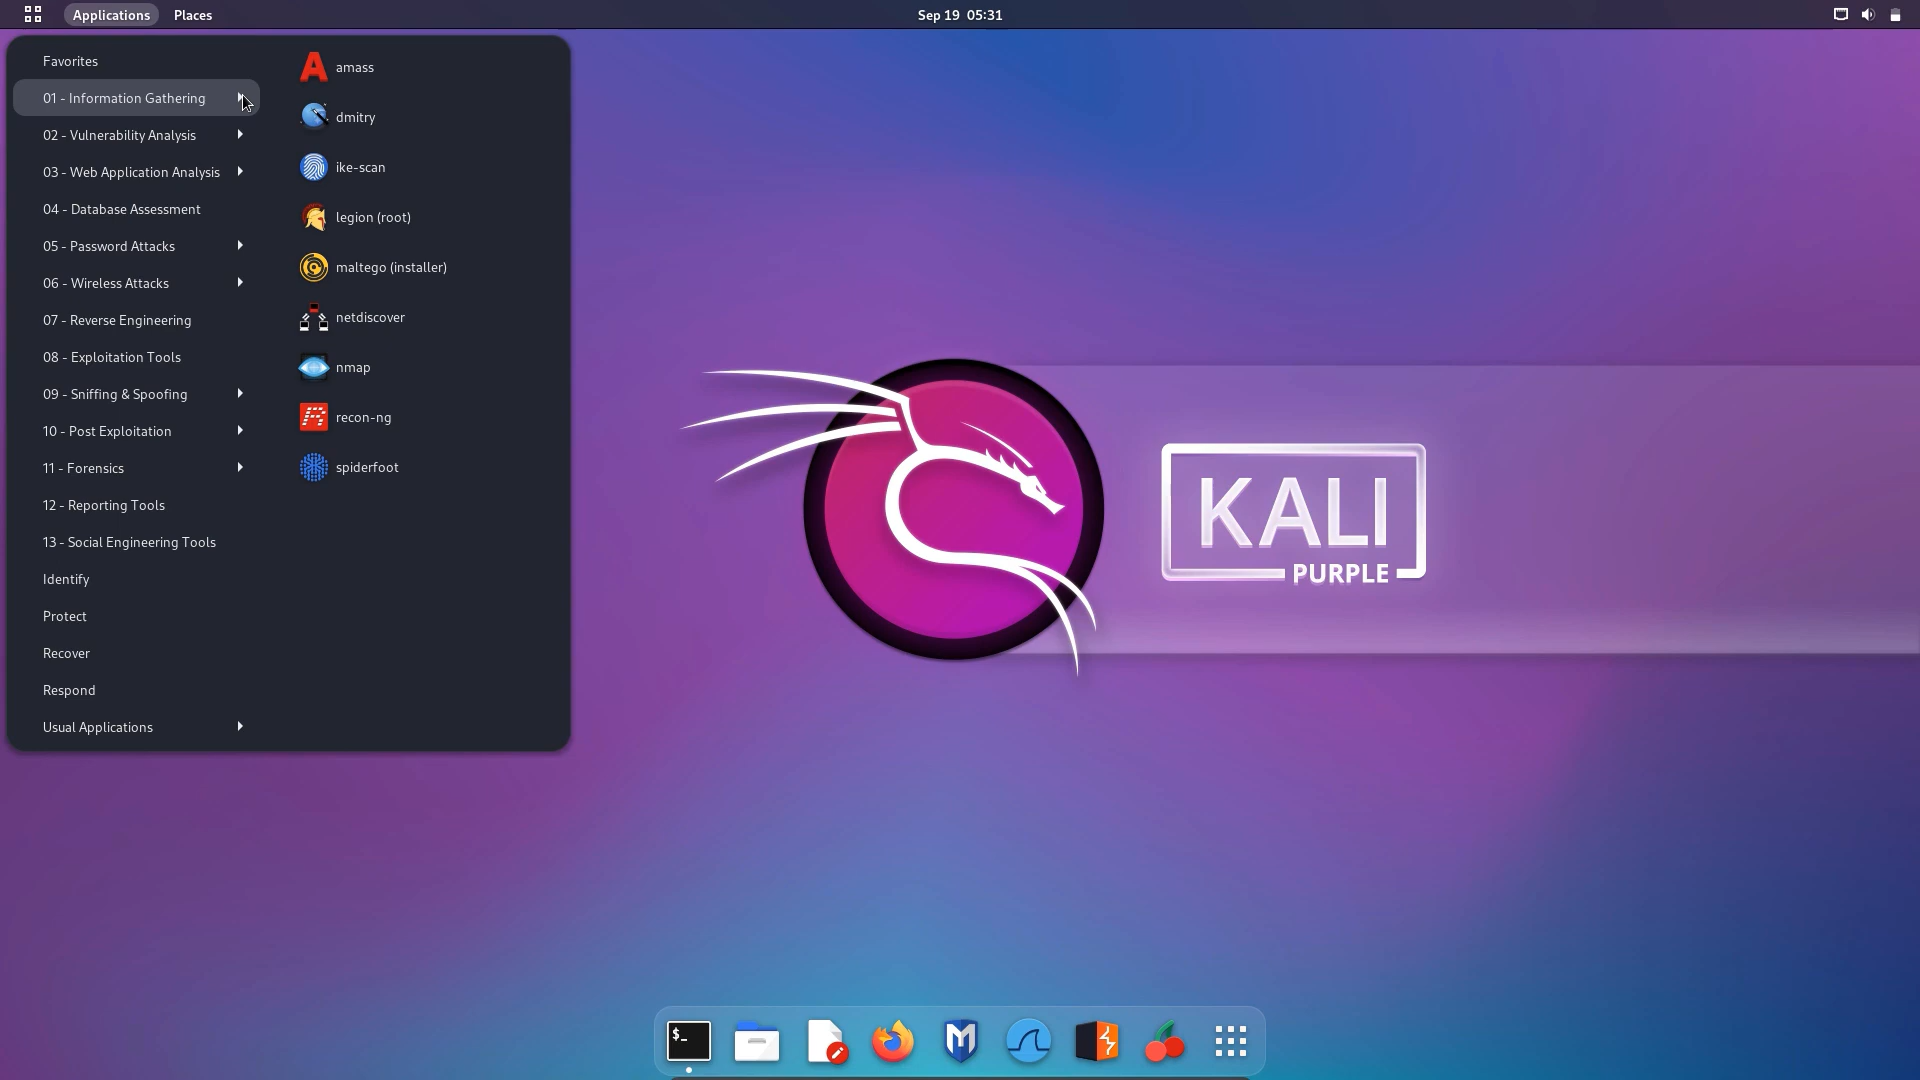 Applications Places Sep 19 05:31
Favorites
01 - Information Gathering
02 - Vulnerability Analysis
03 - Web Application Analysis
04 - Database Assessment
05 - Password Attacks
06 - Wireless Attacks
07 - Reverse Engineering
08 - Exploitation Tools
09 - Sniffing & Spoofing
10 - Post Exploitation
11 - Forensics
12 - Reporting Tools
13 - Social Engineering Tools
Identify
Protect
Recover
Respond
Usual Applications
amass
dmitry
ike-scan
legion (root)
maltego (installer)
netdiscover
nmap
recon-ng
spiderfoot
KALI
PURPLE
$_